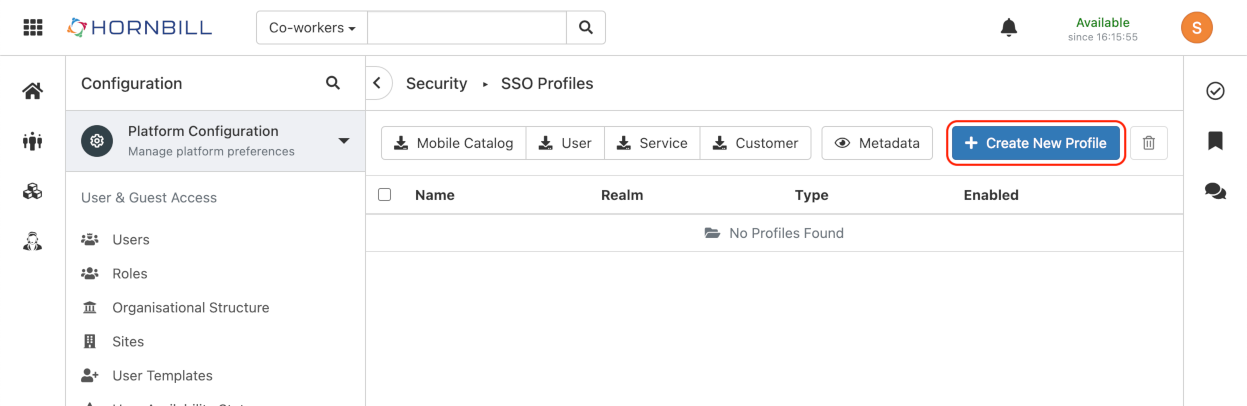 HORNBILL
Co-workers
Available
since 16:15:55
S
Configuration
Security ▸ SSO Profiles
Platform Configuration
Manage platform preferences
Mobile Catalog User Service Customer Metadata + Create New Profile
Name Realm Type Enabled
No Profiles Found
User & Guest Access
Users
Roles
Organisational Structure
Sites
User Templates